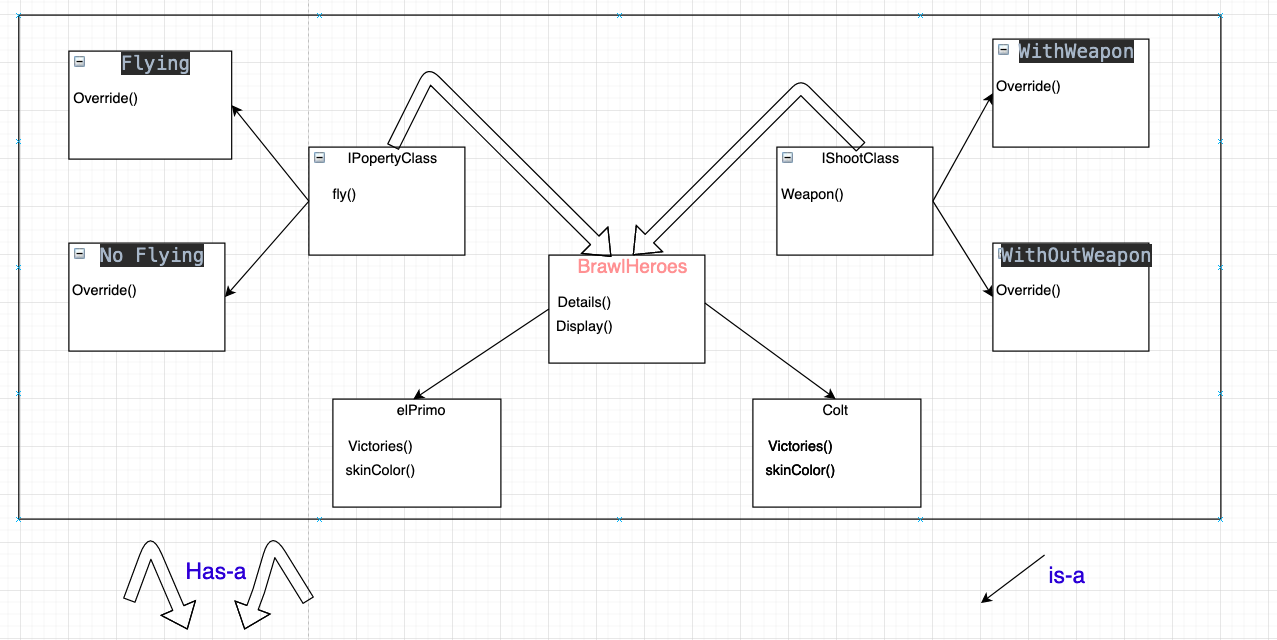 Flying
Override()
WithWeapon
Override()
IPopertyClass
fly()
IShootClass
Weapon()
No Flying
Override()
WithOutWeapon
Override()
BrawlHeroes
Details()
Display()
elPrimo
Victories()
skinColor()
Colt
Victories()
skinColor()
Has-a
is-a